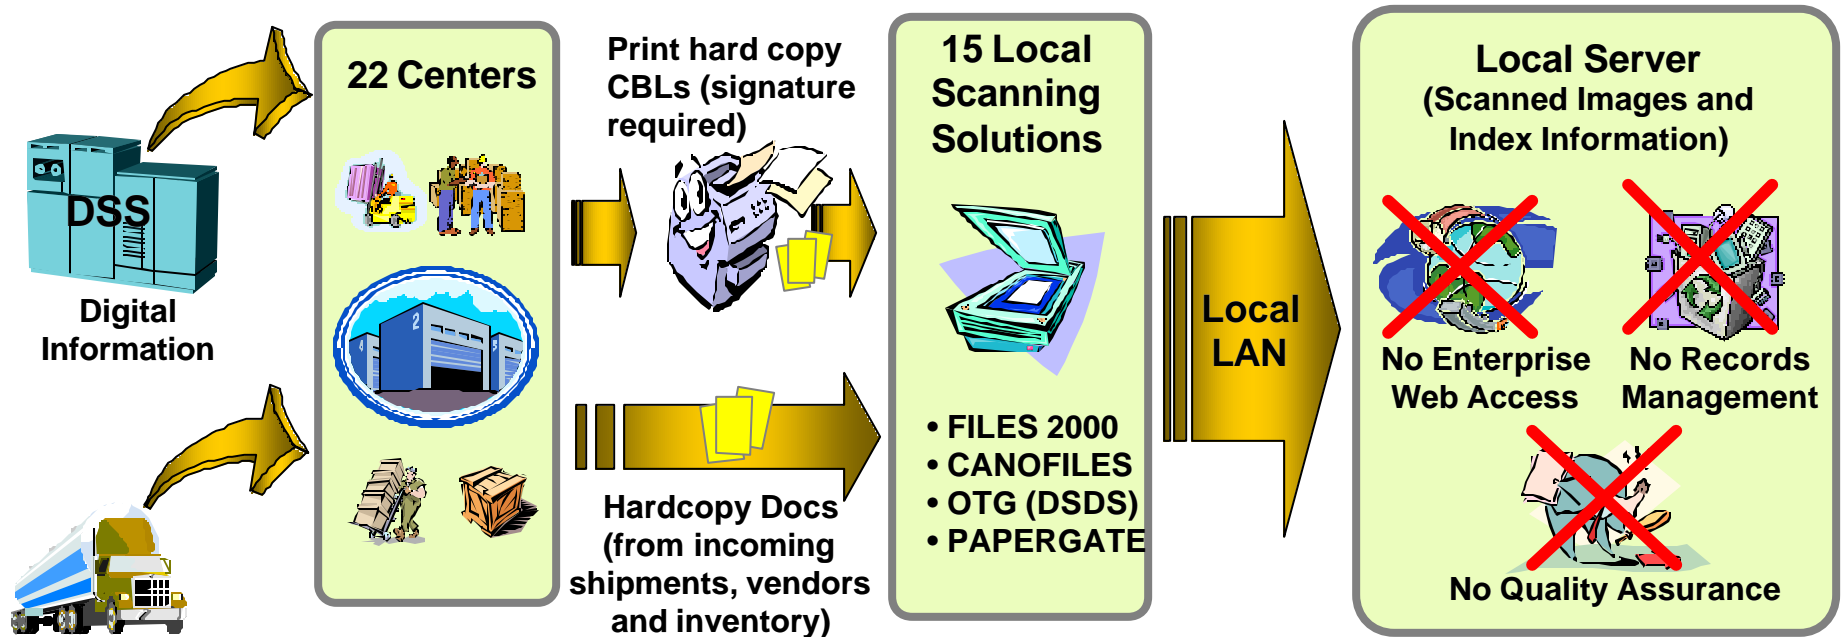 DSS
Digital
Information
22 Centers
2
Print hard copy
CBLs (signature
required)
Hardcopy Docs
(from incoming
shipments, vendors
and inventory)
15 Local
Scanning
Solutions
• FILES 2000
• CANOFILES
• OTG (DSDS)
• PAPERGATE
Local
LAN
Local Server
(Scanned Images and
Index Information)
No Enterprise
Web Access
No Records
Management
No Quality Assurance